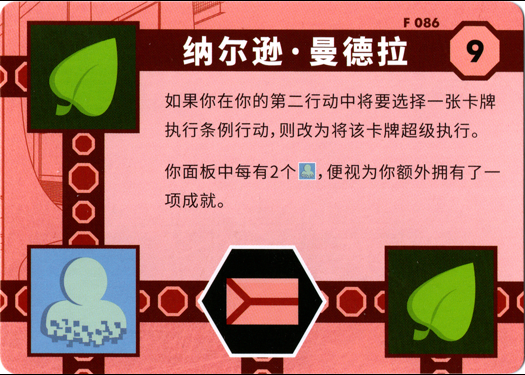 F 086
纳尔逊·曼德拉
9
如果你在你的第二行动中将要选择一张卡牌
执行条例行动,则改为将该卡牌超级执行。
你面板中每有2个,便视为你额外拥有了一
项成就。